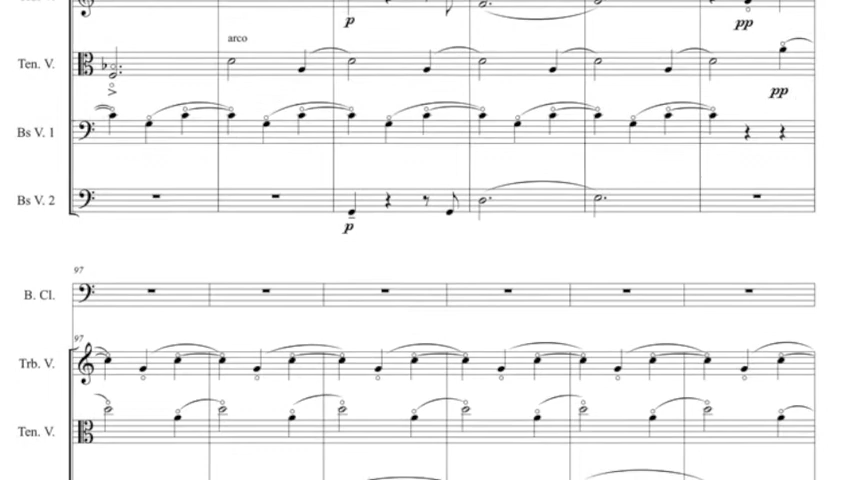 p
pp
arco
Ten. V.
pp
Bs V. 1
Bs V. 2
p
97
B. Cl.
97
Trb. V.
Ten. V.